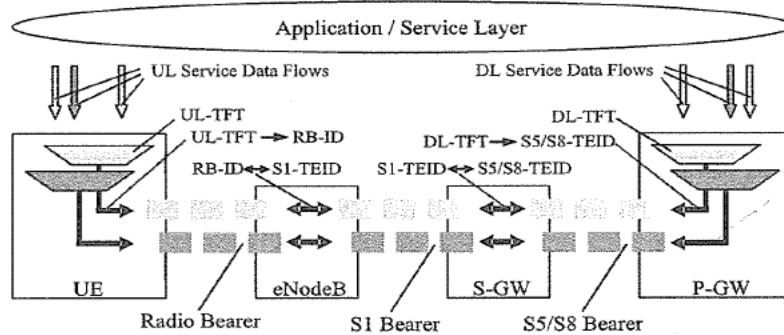 Application / Service Layer
UL Service Data Flows
DL Service Data Flows
UL-TFT
DL-TFT
UL-TFT → RB-ID
DL-TFT → S5/S8-TEID
RB-ID ↔ S1-TEID
S1-TEID ↔ S5/S8-TEID
UE
eNodeB
S-GW
P-GW
Radio Bearer
S1 Bearer
S5/S8 Bearer